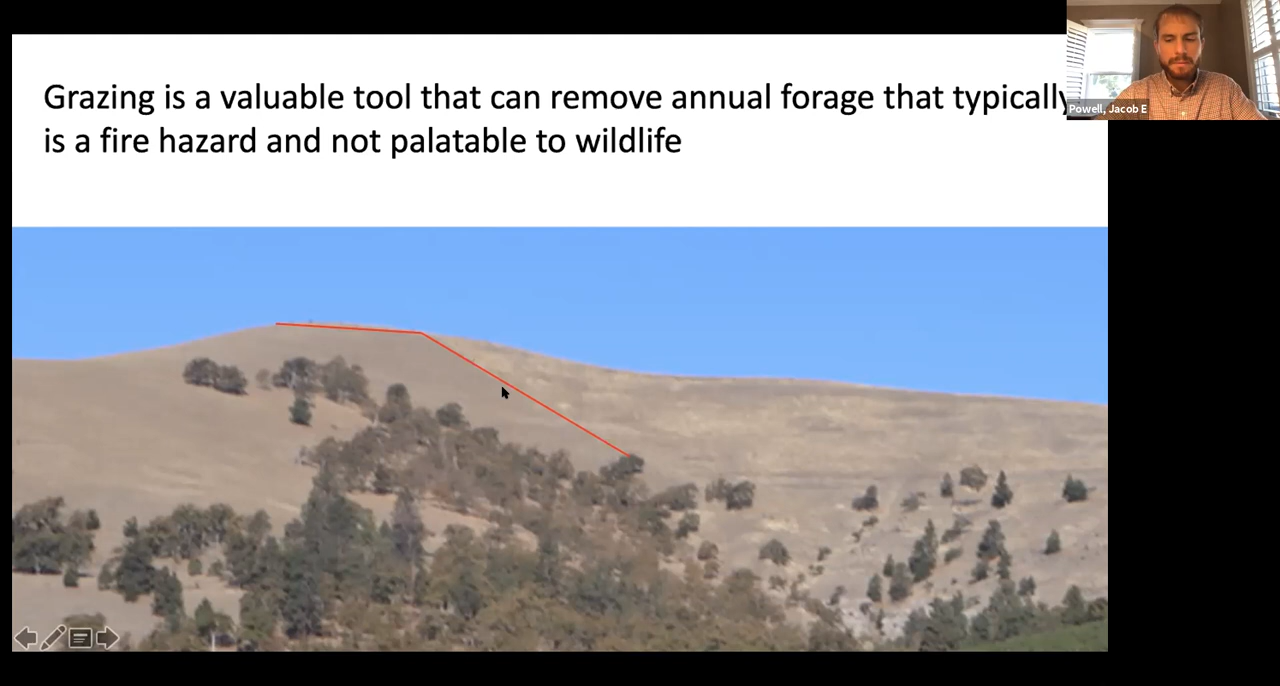 Grazing is a valuable tool that can remove annual forage that typically
is a fire hazard and not palatable to wildlife
Powell, Jacob E